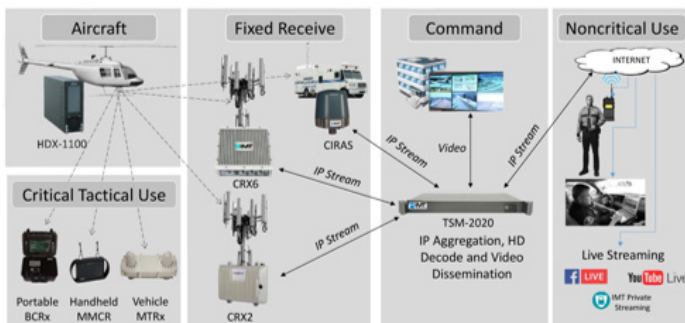 Aircraft
HDX-1100
Critical Tactical Use
Portable
BCRx
Handheld
MMCR
Vehicle
MTRx
Fixed Receive
CIRAS
IMT
CRX6
CRX2
IP Stream
IP Stream
IP Stream
Command
Video
IP Stream
IMT
TSM-2020
IP Aggregation, HD
Decode and Video
Dissemination
Noncritical Use
INTERNET
Live Streaming
f LIVE
YouTube Live
IMT Private
Streaming